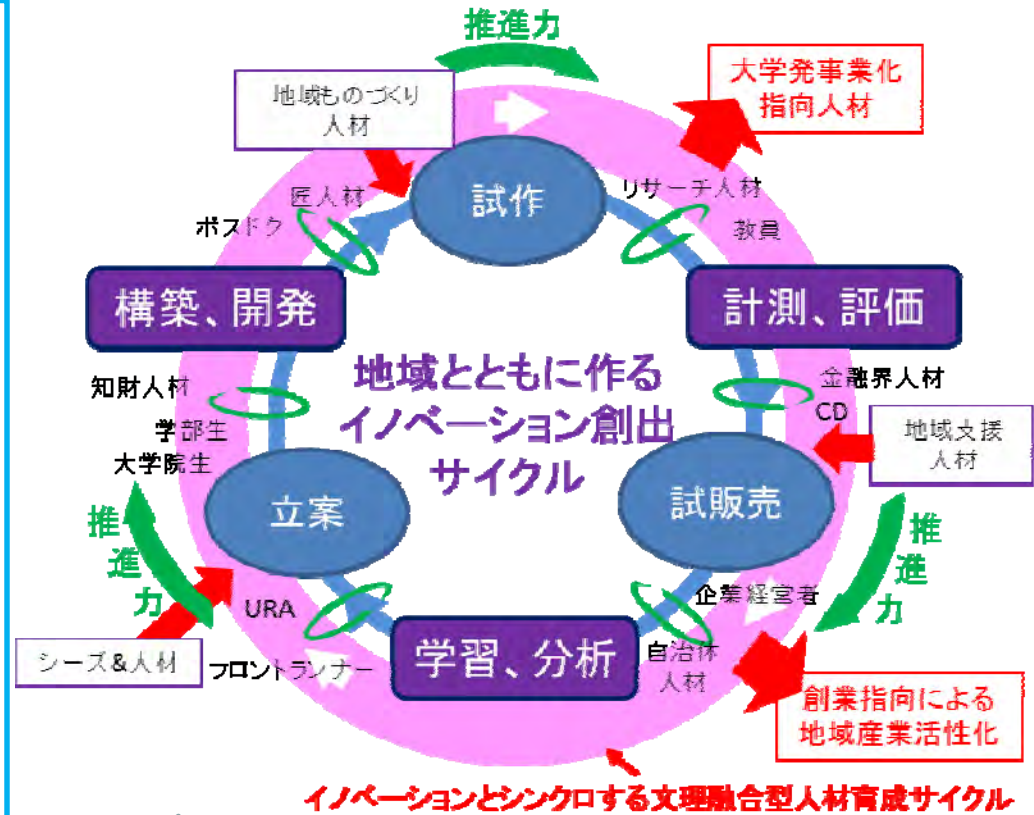 推進力
大学発事業化
指向人材
地域ものづくり
人材
試作
匠人材
ポスドク
リサーチ人材
教員
構築、開発
計測、評価
地域とともに作る
イノベーション創出
サイクル
知財人材
学部生
大学院生
金融界人材
CD
地域支援
人材
立案
試販売
推進力
推進力
URA
企業経営者
シーズ&人材
フロントランナー
学習、分析
自治体
人材
創業指向による
地域産業活性化
イノベーションとシンクロする文理融合型人材育成サイクル